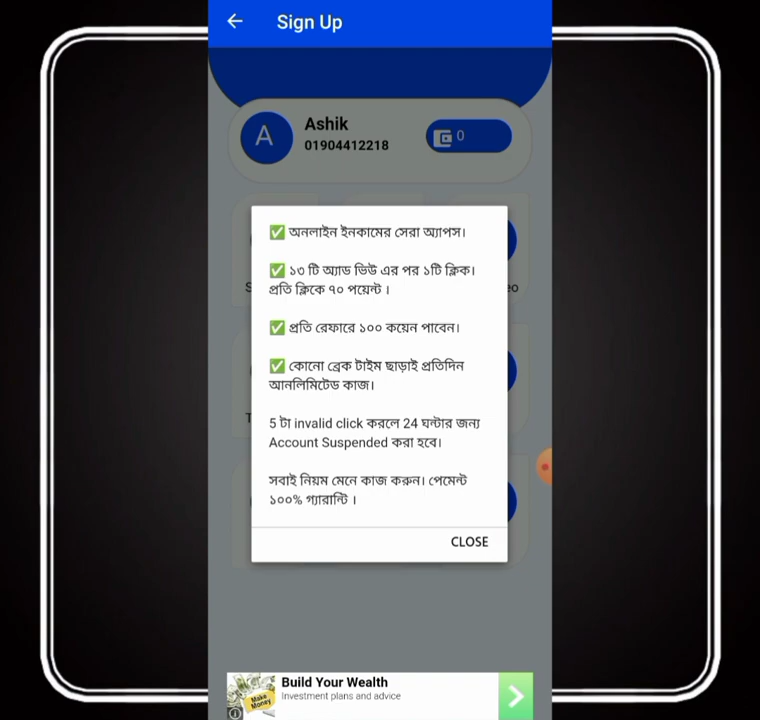 Sign Up
A
Ashik
01904412218
0
✅ অনলাইন ইনকামের সেরা অ্যাপস।
✅ ১৩ টি অ্যাড ভিউ এর পর ১টি ক্লিক।
প্রতি ক্লিকে ৭০ পয়েন্ট ।
✅ প্রতি রেফারে ১০০ কয়েন পাবেন।
✅ কোনো ব্রেক টাইম ছাড়াই প্রতিদিন
আনলিমিটেড কাজ।
5 টা invalid click করলে 24 ঘন্টার জন্য
Account Suspended করা হবে।
সবাই নিয়ম মেনে কাজ করুন। পেমেন্ট
১০০% গ্যারান্টি ।
CLOSE
Make Money
Build Your Wealth
Investment plans and advice